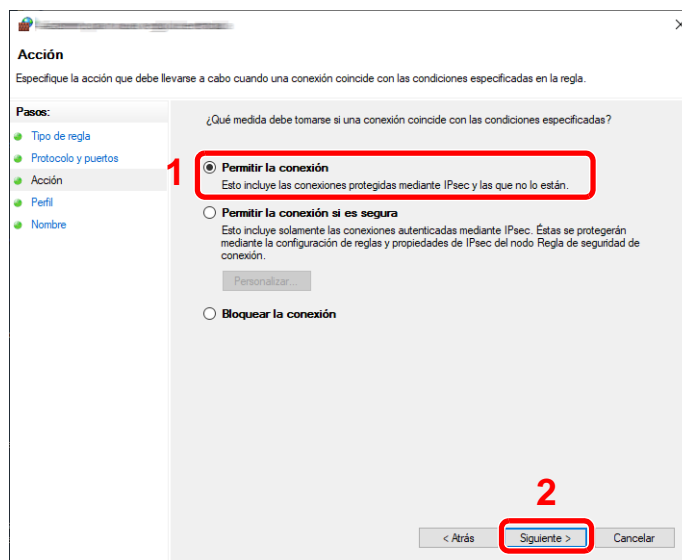 Acción
Especifique la acción que debe llevarse a cabo cuando una conexión coincide con las condiciones especificadas en la regla.
Pasos:
Tipo de regla
Protocolo y puertos
Acción
Perfil
Nombre
¿Qué medida debe tomarse si una conexión coincide con las condiciones especificadas?
1
Permitir la conexión
Esto incluye las conexiones protegidas mediante IPsec y las que no lo están.
Permitir la conexión si es segura
Esto incluye solamente las conexiones autenticadas mediante IPsec. Éstas se protegerán
mediante la configuración de reglas y propiedades de IPsec del nodo Regla de seguridad de
conexión.
Personalizar...
Bloquear la conexión
2
< Atrás
Siguiente >
Cancelar